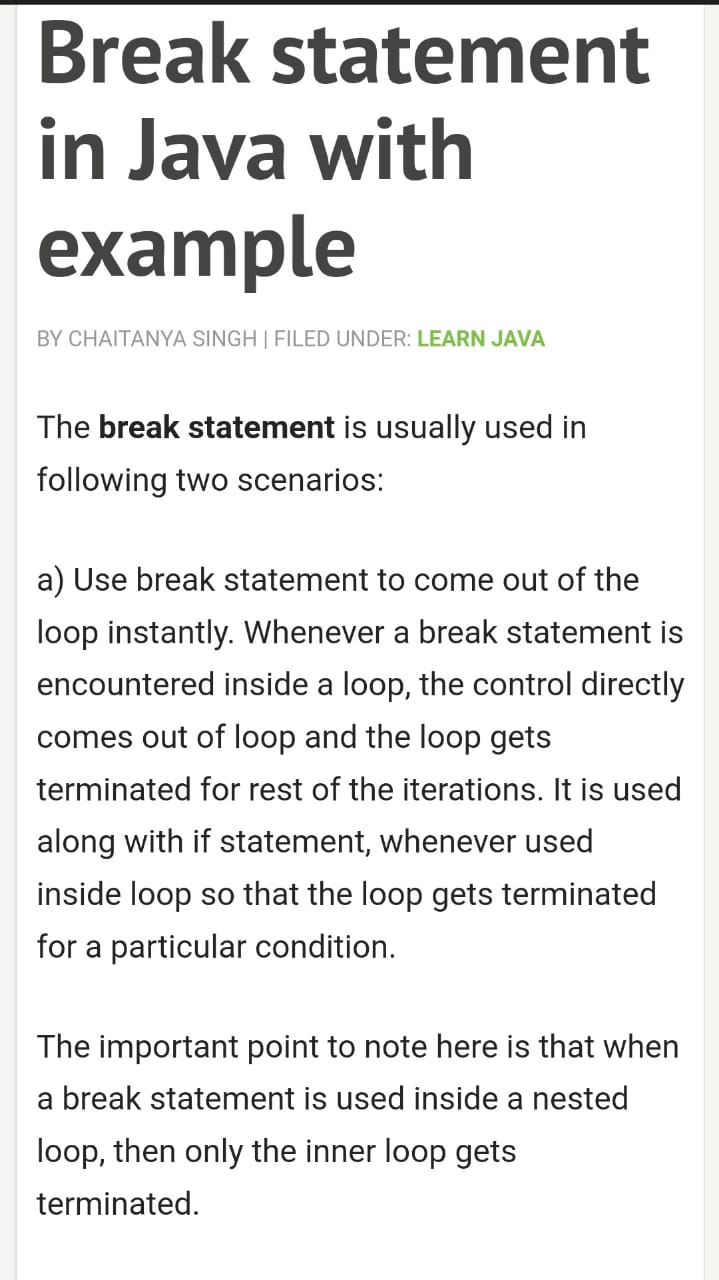 Break statement
in Java with
example
BY CHAITANYA SINGH | FILED UNDER: LEARN JAVA
The break statement is usually used in
following two scenarios:
a) Use break statement to come out of the
loop instantly. Whenever a break statement is
encountered inside a loop, the control directly
comes out of loop and the loop gets
terminated for rest of the iterations. It is used
along with if statement, whenever used
inside loop so that the loop gets terminated
for a particular condition.
The important point to note here is that when
a break statement is used inside a nested
loop, then only the inner loop gets
terminated.